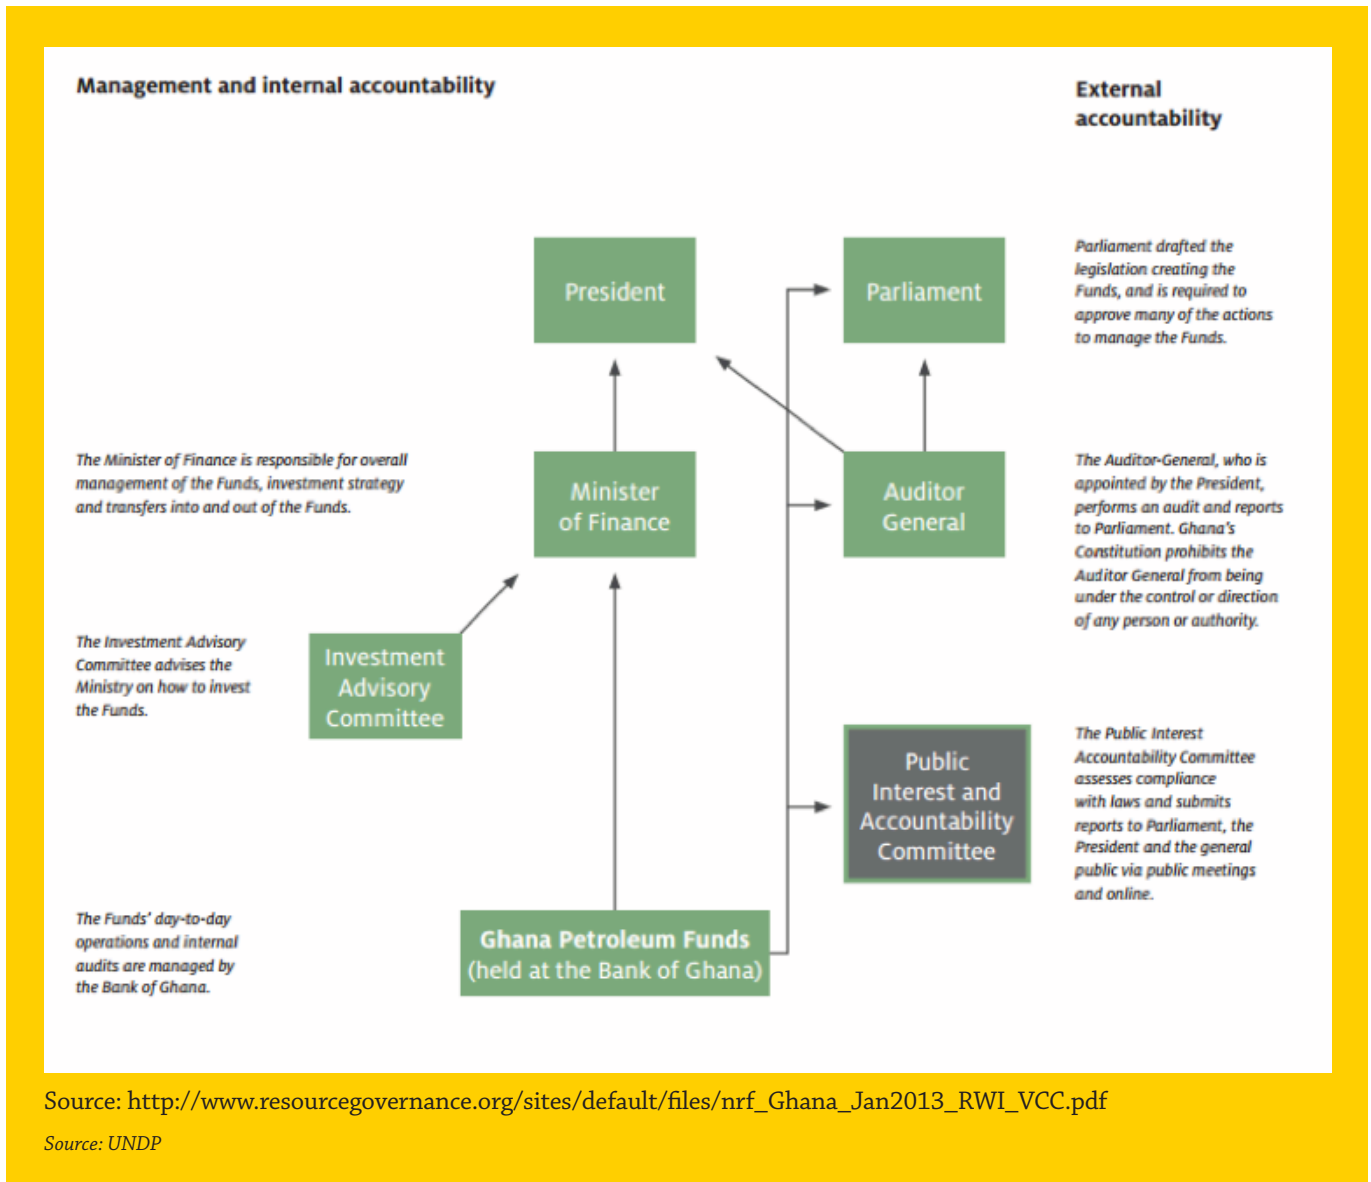 Management and internal accountability
External
accountability
President
Parliament
Parliament drafted the
legislation creating the
Funds, and is required to
approve many of the actions
to manage the Funds.
The Minister of Finance is responsible for overall
management of the Funds, investment strategy
and transfers into and out of the Funds.
Minister
of Finance
Auditor
General
The Auditor-General, who is
appointed by the President,
performs an audit and reports
to Parliament. Ghana's
Constitution prohibits the
Auditor General from being
under the control or direction
of any person or authority.
The Investment Advisory
Committee advises the
Ministry on how to invest
the Funds.
Investment
Advisory
Committee
Public
Interest and
Accountability
Committee
The Public Interest
Accountability Committee
assesses compliance
with laws and submits
reports to Parliament, the
President and the general
public via public meetings
and online.
The Funds' day-to-day
operations and internal
audits are managed by
the Bank of Ghana.
Ghana Petroleum Funds
(held at the Bank of Ghana)
Source: http://www.resourcegovernance.org/sites/default/files/nrf_Ghana_Jan2013_RWI_VCC.pdf
Source: UNDP